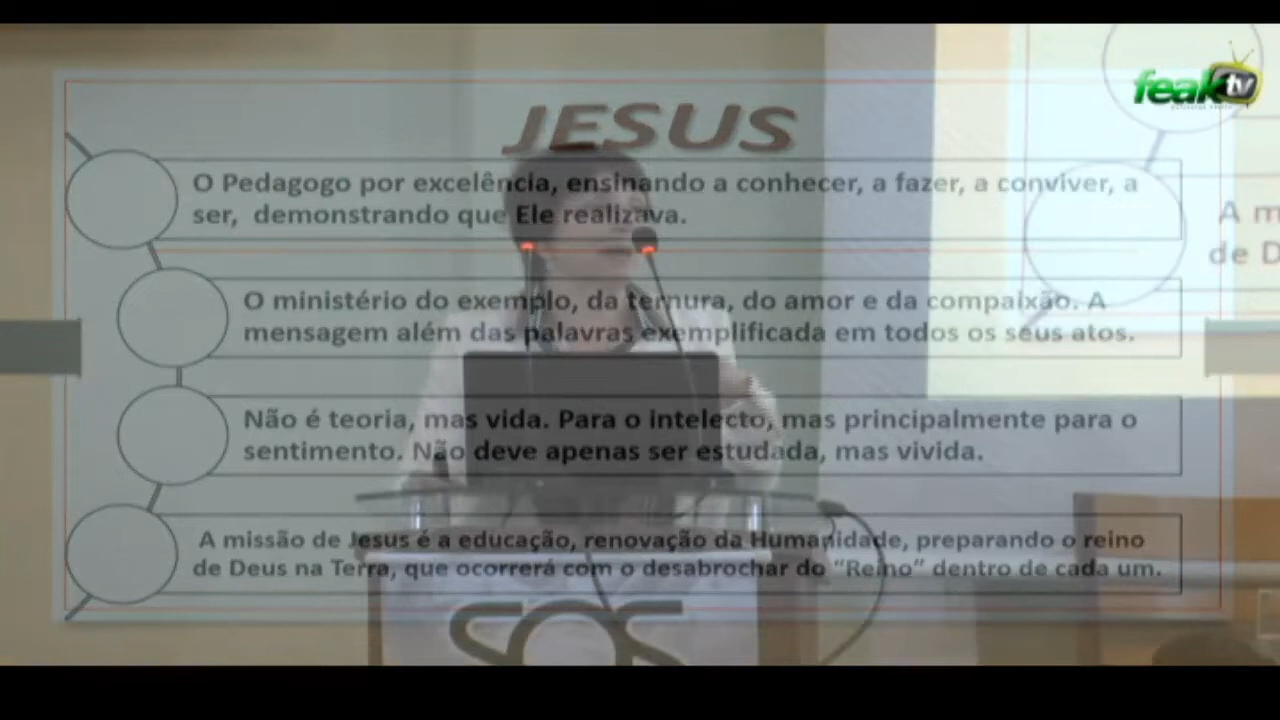 feak tv
JESUS
O Pedagogo por excelência, ensinando a conhecer, a fazer, a conviver, a
ser, demonstrando que Ele realizava.
O ministério do exemplo, da ternura, do amor e da compaixão. A
mensagem além das palavras exemplificada em todos os seus atos.
Não é teoria, mas vida. Para o intelecto, mas principalmente para o
sentimento. Não deve apenas ser estudada, mas vivida.
A missão de Jesus é a educação, renovação da Humanidade, preparando o reino
de Deus na Terra, que ocorrerá com o desabrochar do “Reino” dentro de cada um.
A m
de D
SOS